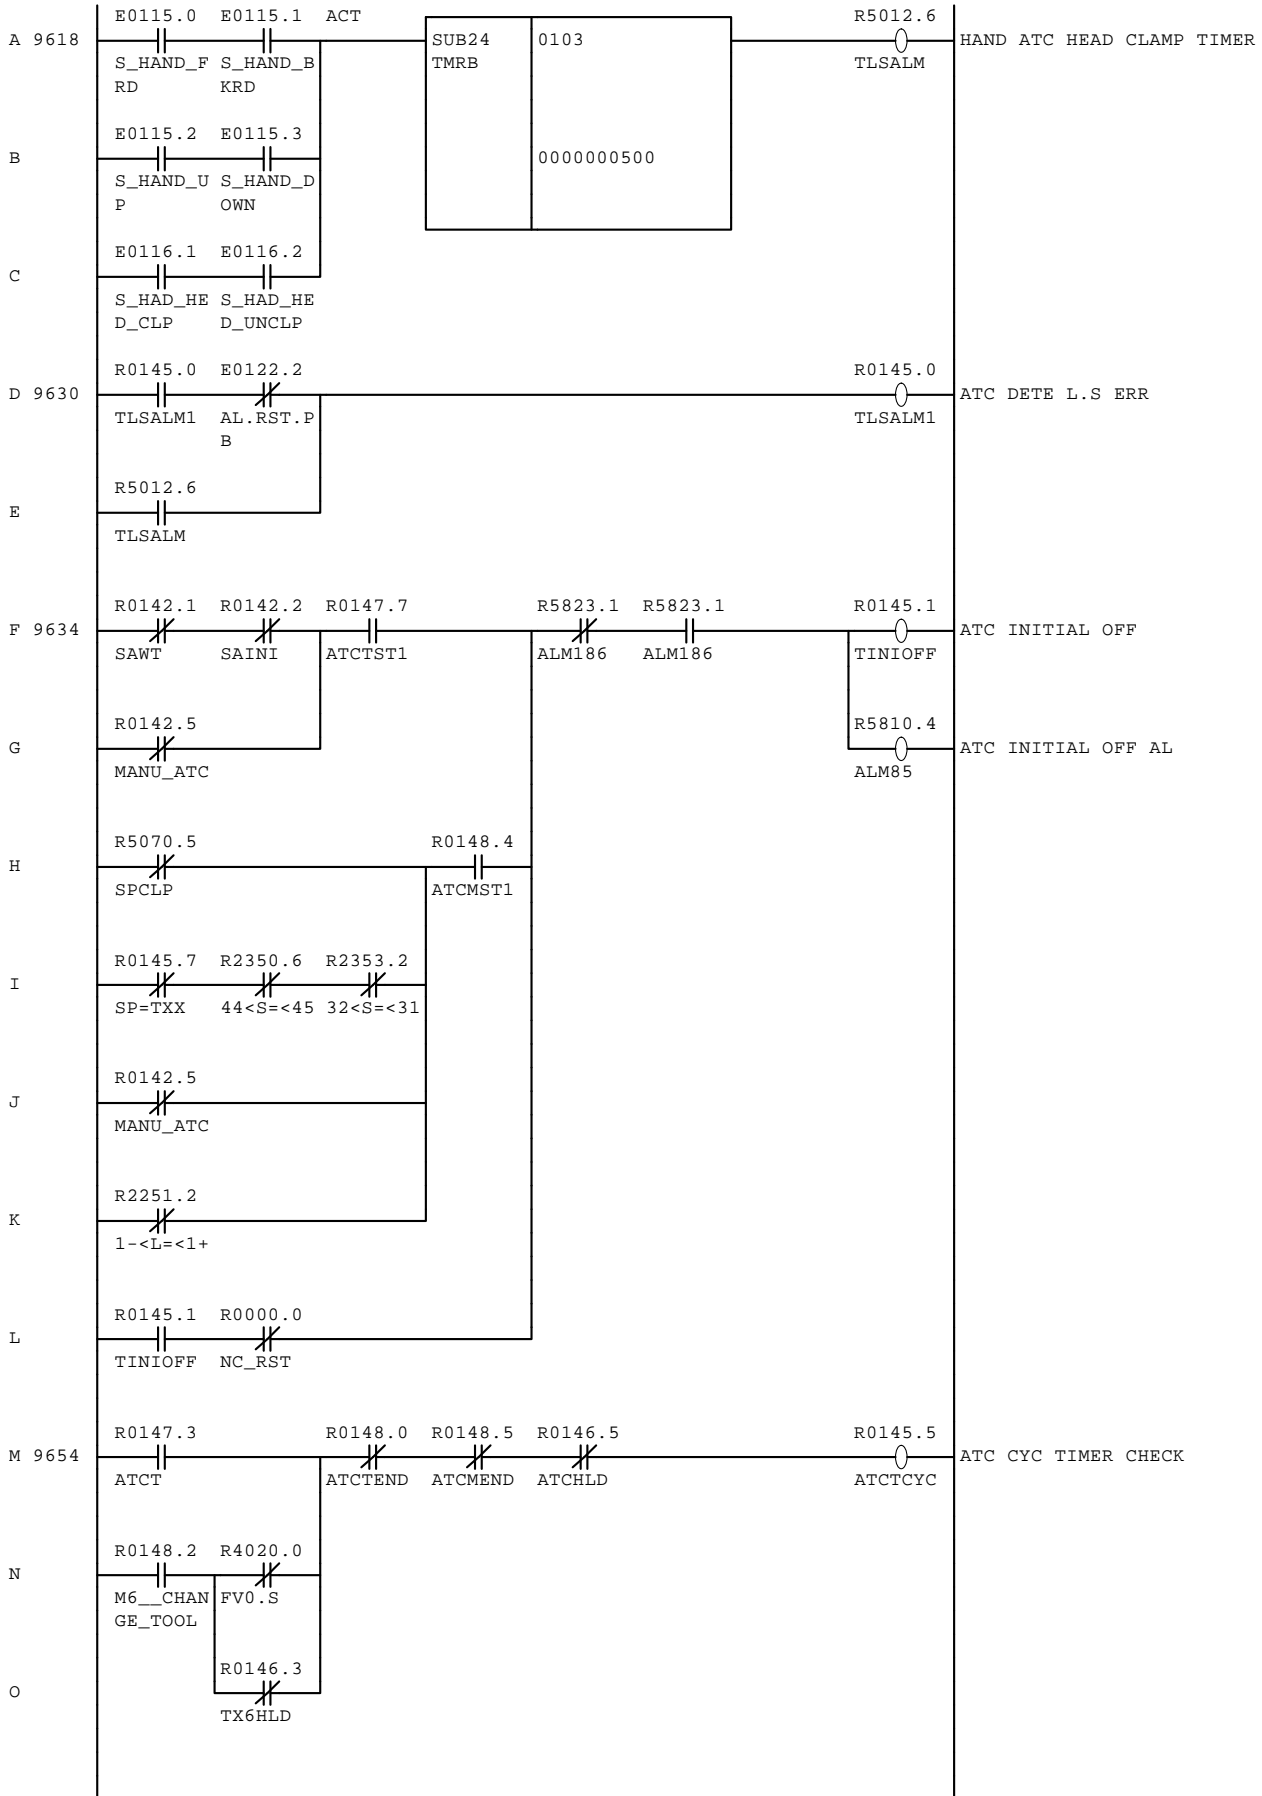 E0115.0 E0115.1 ACT R5012.6
A 9618 SUB24 0103 HAND ATC HEAD CLAMP TIMER
S_HAND_F S_HAND_B TMRB TLSALM
RD KRD
E0115.2 E0115.3
B 0000000500
S_HAND_U S_HAND_D
P OWN
E0116.1 E0116.2
C
S_HAD_HE S_HAD_HE
D_CLP D_UNCLP
R0145.0 E0122.2 R0145.0
D 9630 ATC DETE L.S ERR
TLSALM1 AL.RST.P TLSALM1
B
R5012.6
E
TLSALM
R0142.1 R0142.2 R0147.7 R5823.1 R5823.1 R0145.1
F 9634 ATC INITIAL OFF
SAWT SAINI ATCTST1 ALM186 ALM186 TINIOFF
R0142.5 R5810.4
G ATC INITIAL OFF AL
MANU_ATC ALM85
R5070.5 R0148.4
H
SPCLP ATCMST1
R0145.7 R2350.6 R2353.2
I
SP=TXX 44<S=<45 32<S=<31
R0142.5
J
MANU_ATC
R2251.2
K
1-<L=<1+
R0145.1 R0000.0
L
TINIOFF NC_RST
R0147.3 R0148.0 R0148.5 R0146.5 R0145.5
M 9654 ATC CYC TIMER CHECK
ATCT ATCTEND ATCMEND ATCHLD ATCTCYC
R0148.2 R4020.0
N
M6__CHAN FV0.S
GE_TOOL
R0146.3
O
TX6HLD